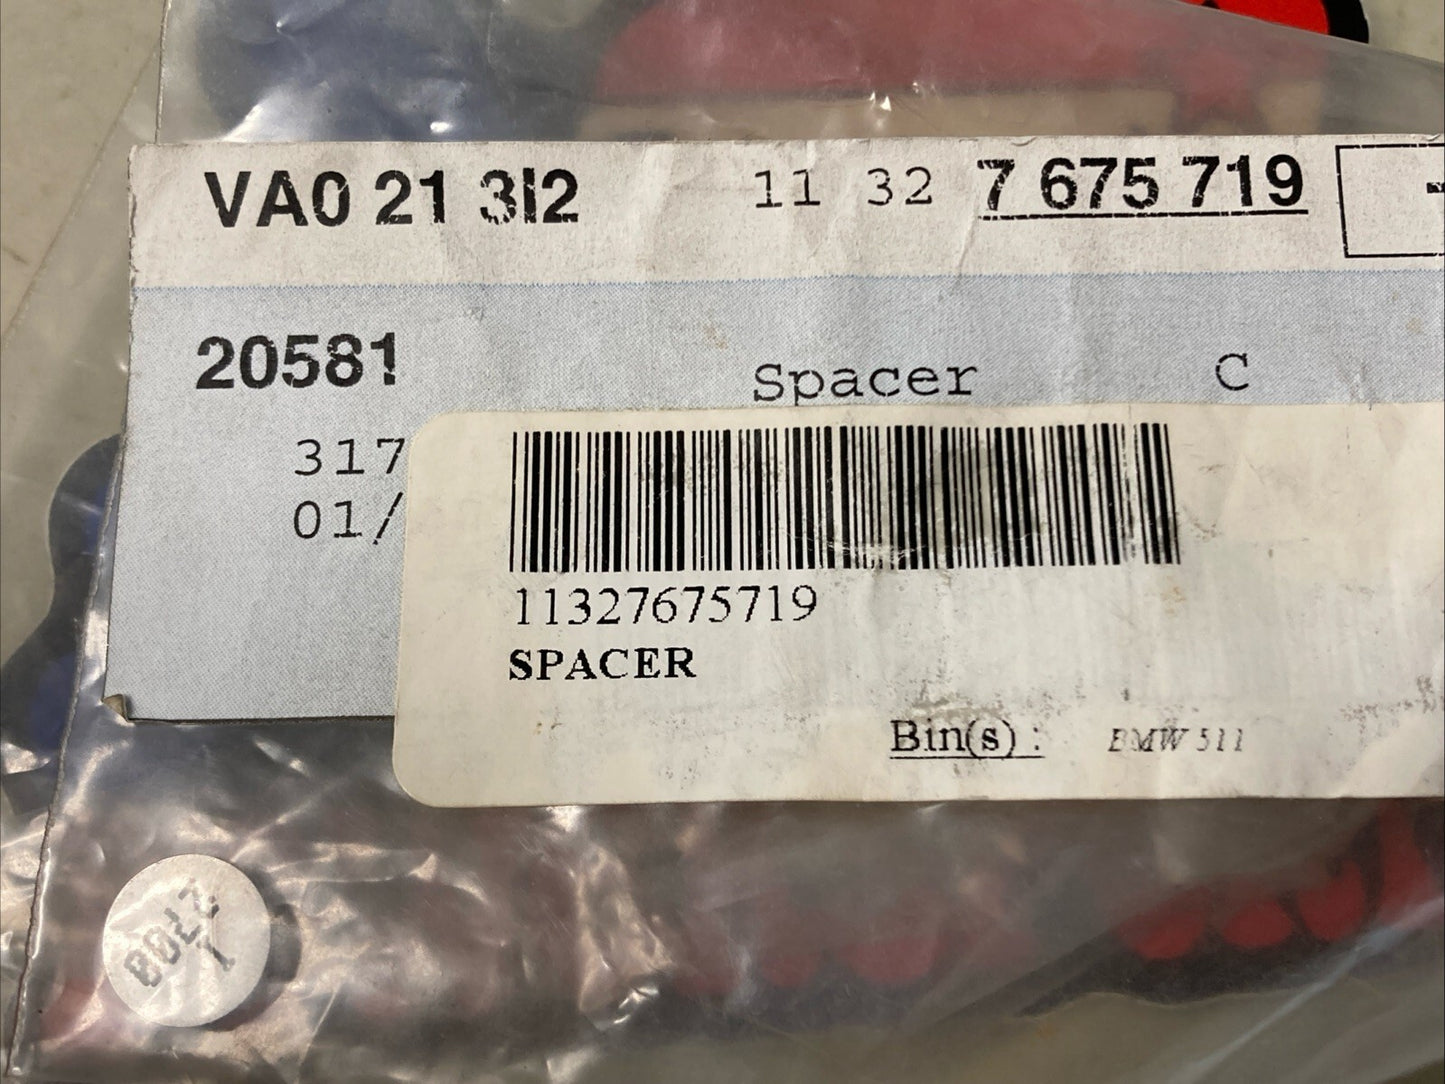 VA0 21 3I2 11 32 7 675 719
20581 Spacer C
317
01/
11327675719
SPACER
Bin(s) : BMW 511